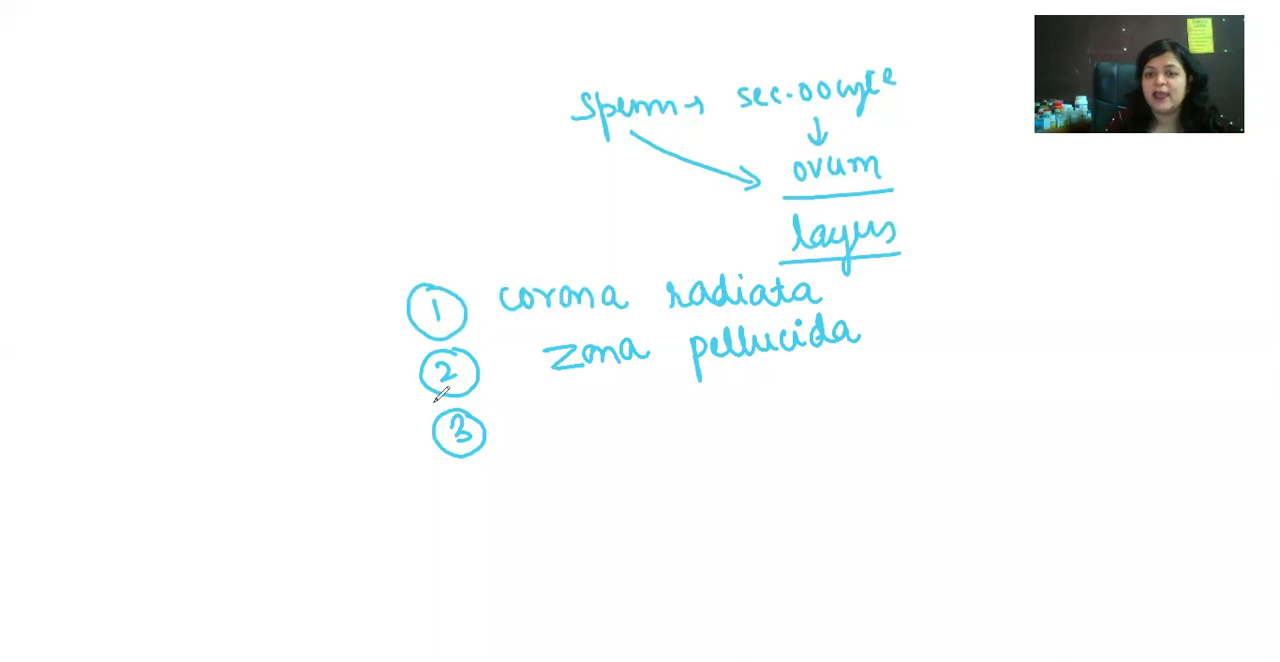 Sperm → sec. oocyte
↓
ovum
layers
1 corona radiata
2 zona pellucida
3